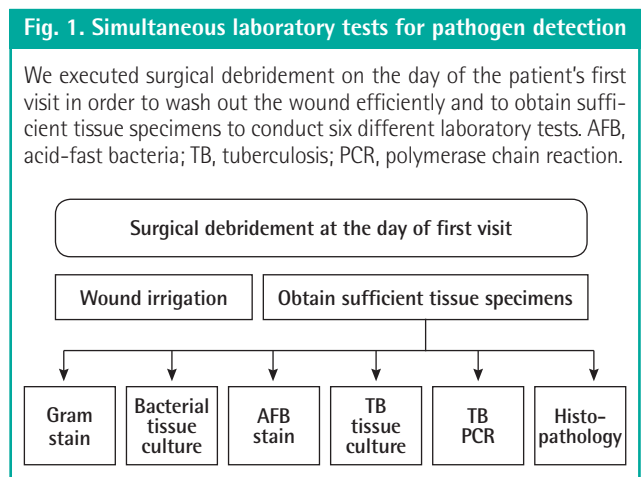 Fig. 1. Simultaneous laboratory tests for pathogen detection
We executed surgical debridement on the day of the patient's first
visit in order to wash out the wound efficiently and to obtain suffi-
cient tissue specimens to conduct six different laboratory tests. AFB,
acid-fast bacteria; TB, tuberculosis; PCR, polymerase chain reaction.
Surgical debridement at the day of first visit
Wound irrigation
Obtain sufficient tissue specimens
Gram
stain
Bacterial
tissue
culture
AFB
stain
TB
tissue
culture
TB
PCR
Histo-
pathology